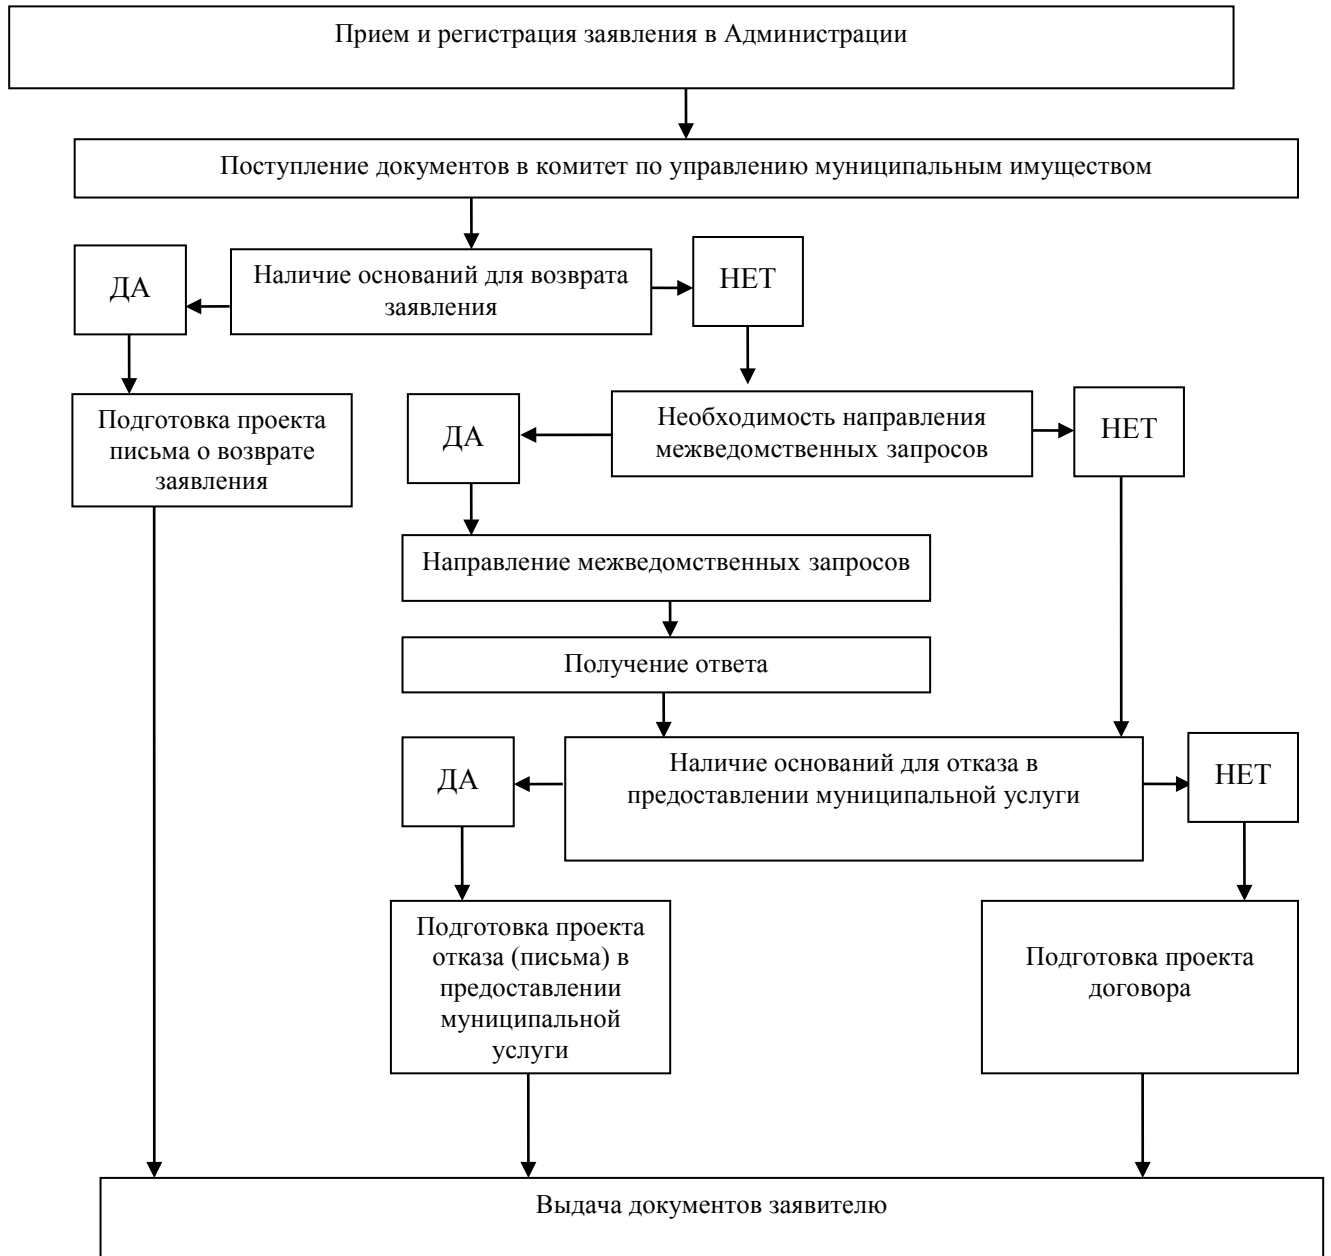 Прием и регистрация заявления в Администрации
Поступление документов в комитет по управлению муниципальным имуществом
ДА
Наличие оснований для возврата
заявления
НЕТ
Подготовка проекта
письма о возврате
заявления
ДА
Необходимость направления
межведомственных запросов
НЕТ
Направление межведомственных запросов
Получение ответа
ДА
Наличие оснований для отказа в
предоставлении муниципальной услуги
НЕТ
Подготовка проекта
отказа (письма) в
предоставлении
муниципальной
услуги
Подготовка проекта
договора
Выдача документов заявителю